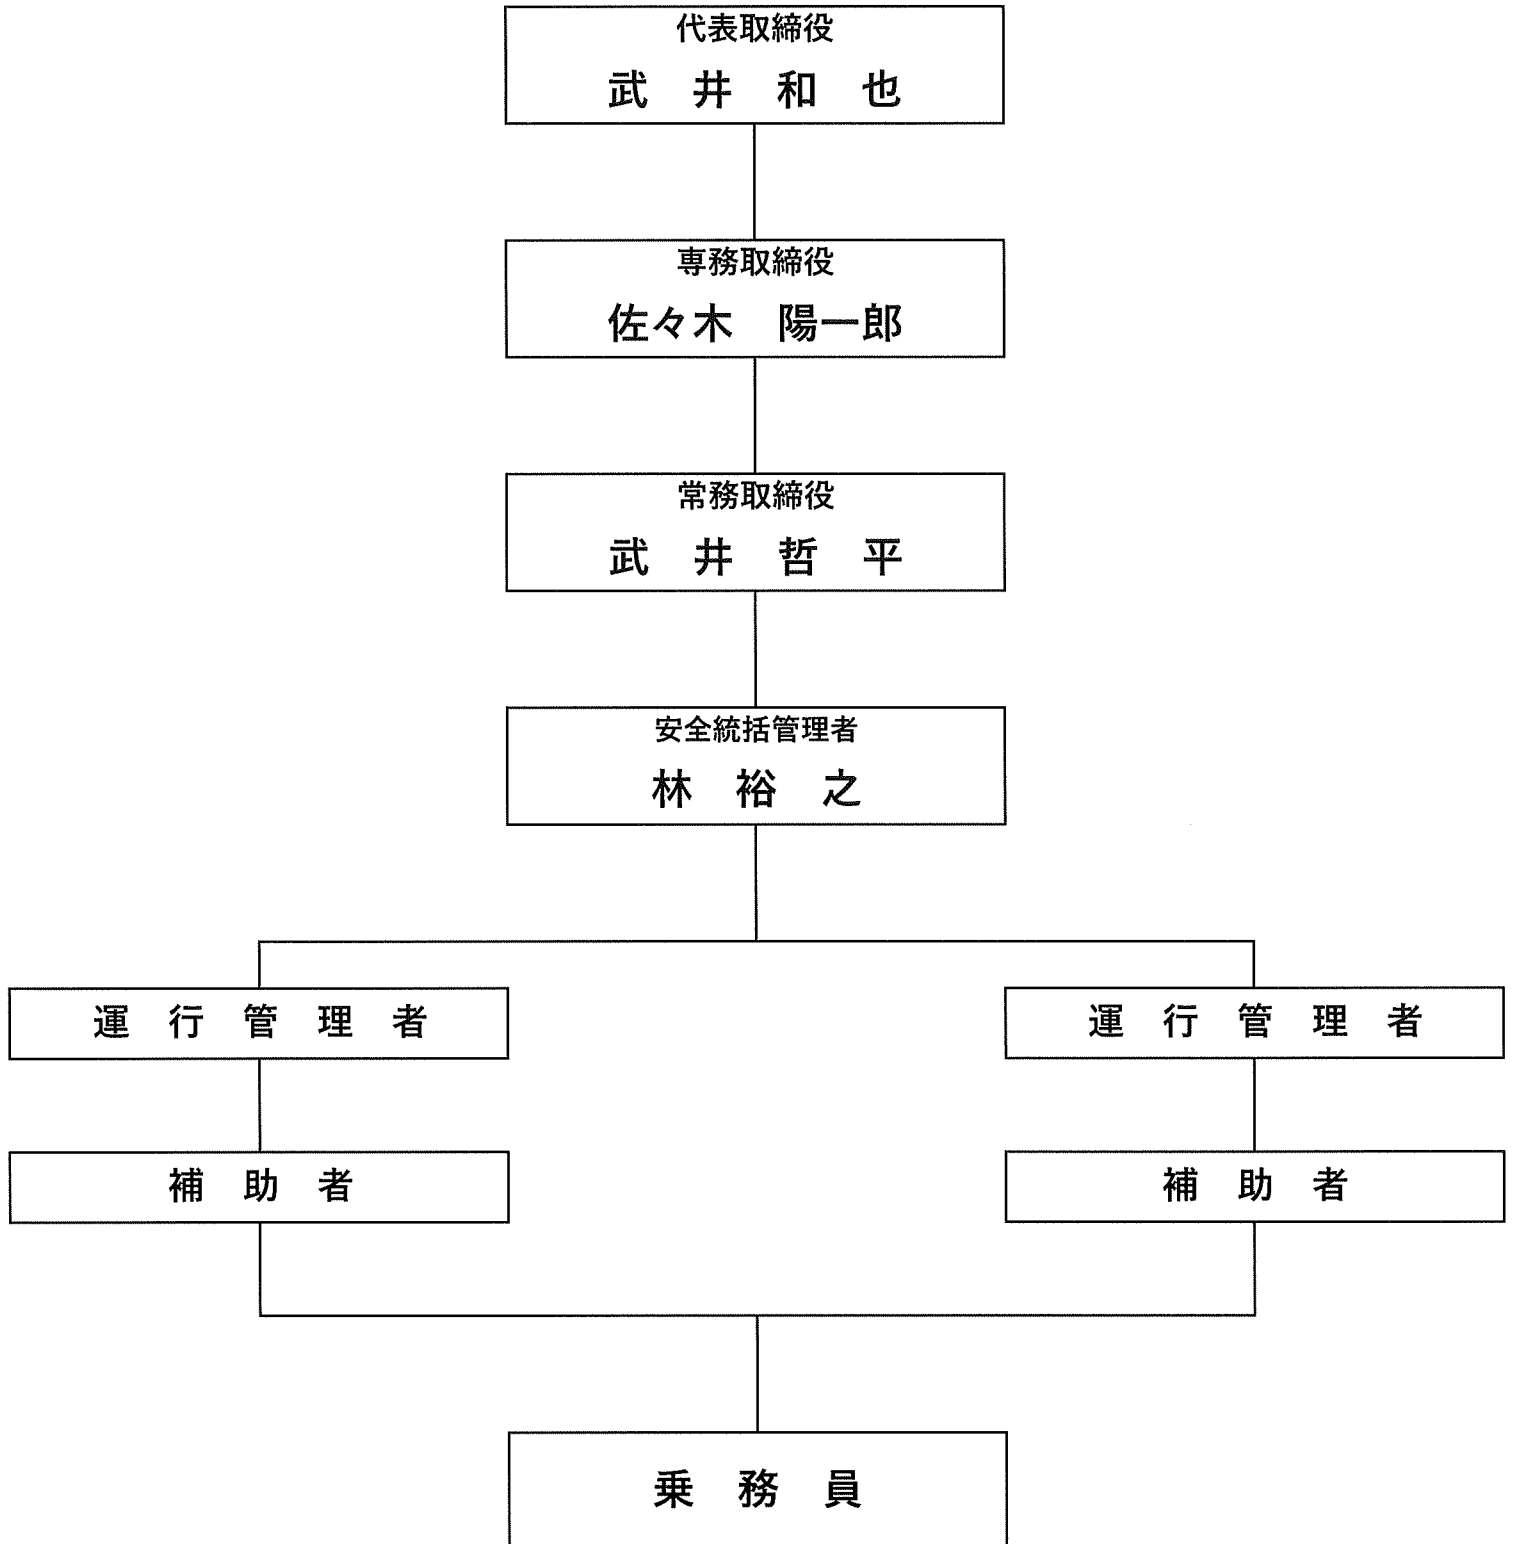 代表取締役
武 井 和 也
専務取締役
佐々木 陽一郎
常務取締役
武 井 哲 平
安全統括管理者
林 裕 之
運 行 管 理 者
運 行 管 理 者
補 助 者
補 助 者
乗 務 員